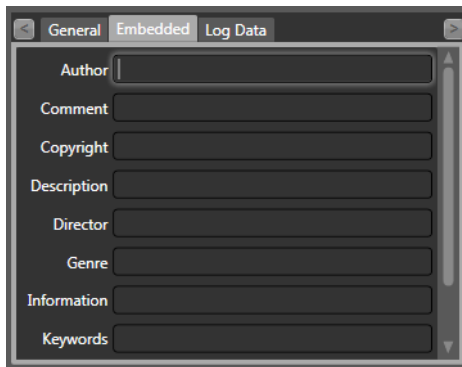 < General Embedded Log Data >
Author
Comment
Copyright
Description
Director
Genre
Information
Keywords